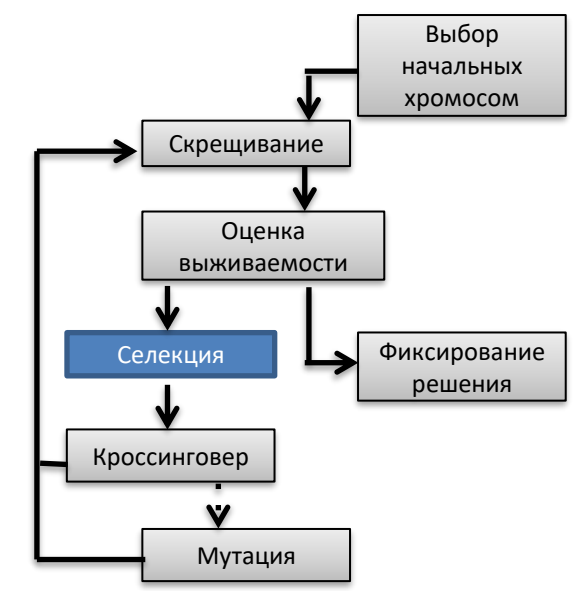 Выбор
начальных
хромосом
Скрещивание
Оценка
выживаемости
Селекция
Фиксирование
решения
Кроссинговер
Мутация